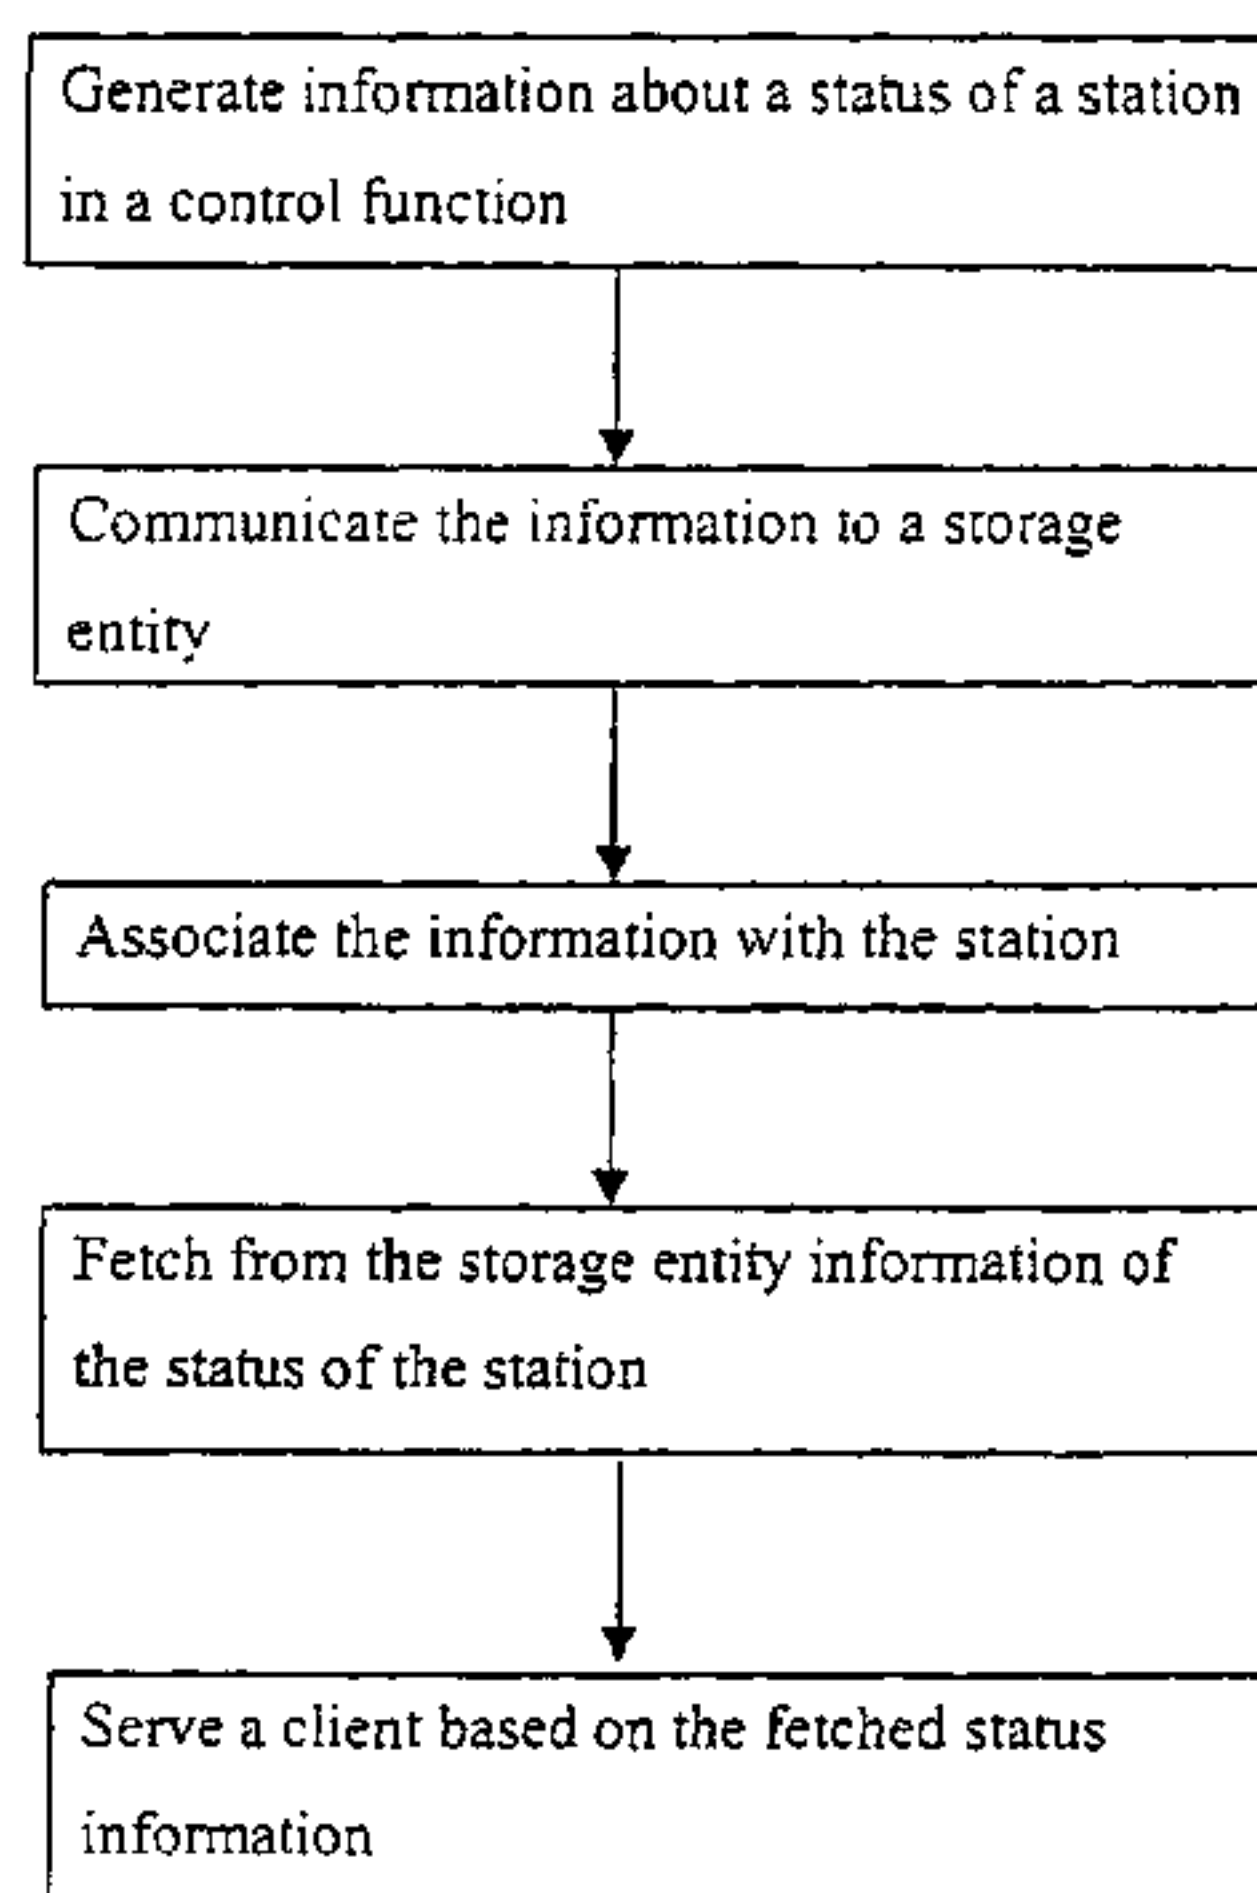 Generate information about a status of a station
in a control function
Communicate the information to a storage
entity
Associate the information with the station
Fetch from the storage entity information of
the status of the station
Serve a client based on the fetched status
information